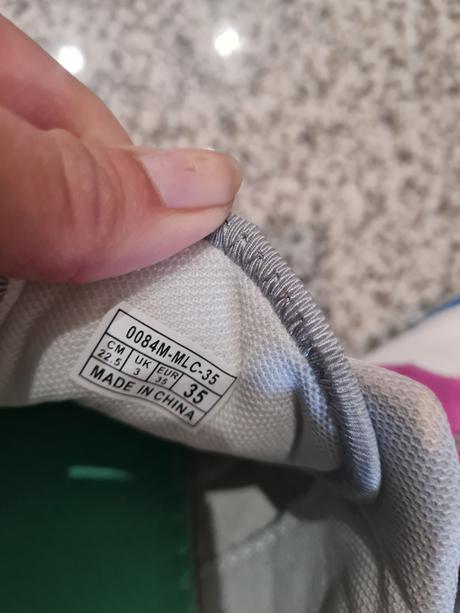 0084M-MLC-35
CM UK EUR
22.5 3 35 35
MADE IN CHINA